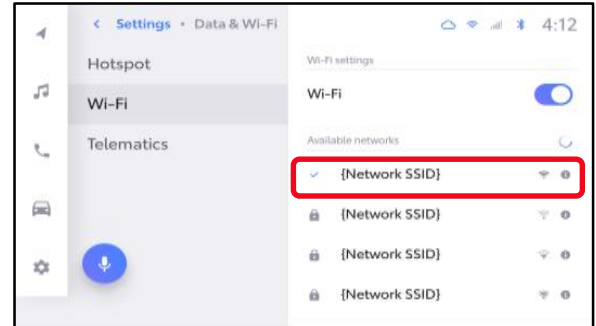 Settings • Data & Wi-Fi
4:12
Hotspot
Wi-Fi
Telematics
Wi-Fi settings
Wi-Fi
Available networks
{Network SSID}
{Network SSID}
{Network SSID}
{Network SSID}